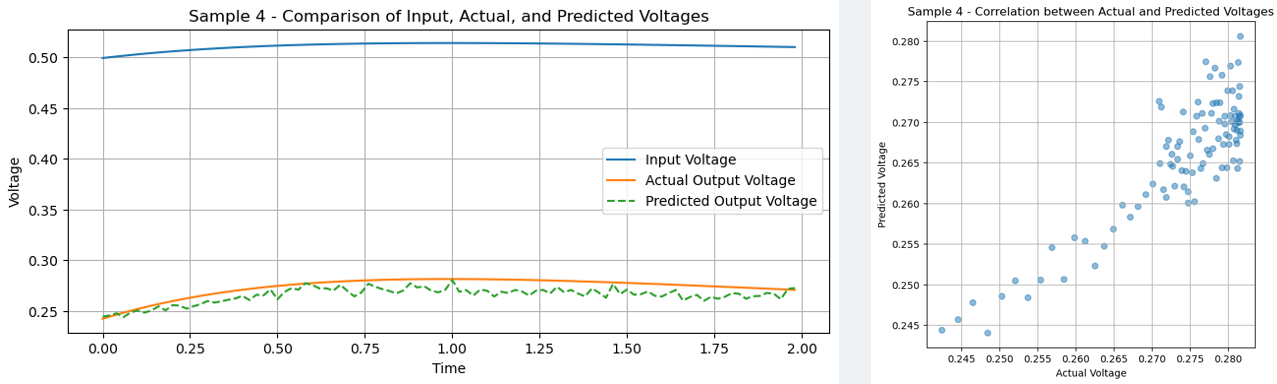 Sample 4 - Comparison of Input, Actual, and Predicted Voltages
0.50
0.45
0.40
0.35
0.30
0.25
Voltage
Input Voltage
Actual Output Voltage
Predicted Output Voltage
0.00 0.25 0.50 0.75 1.00 1.25 1.50 1.75 2.00
Time
Sample 4 - Correlation between Actual and Predicted Voltages
0.280
0.275
0.270
0.265
0.260
0.255
0.250
0.245
Predicted Voltage
0.245 0.250 0.255 0.260 0.265 0.270 0.275 0.280
Actual Voltage